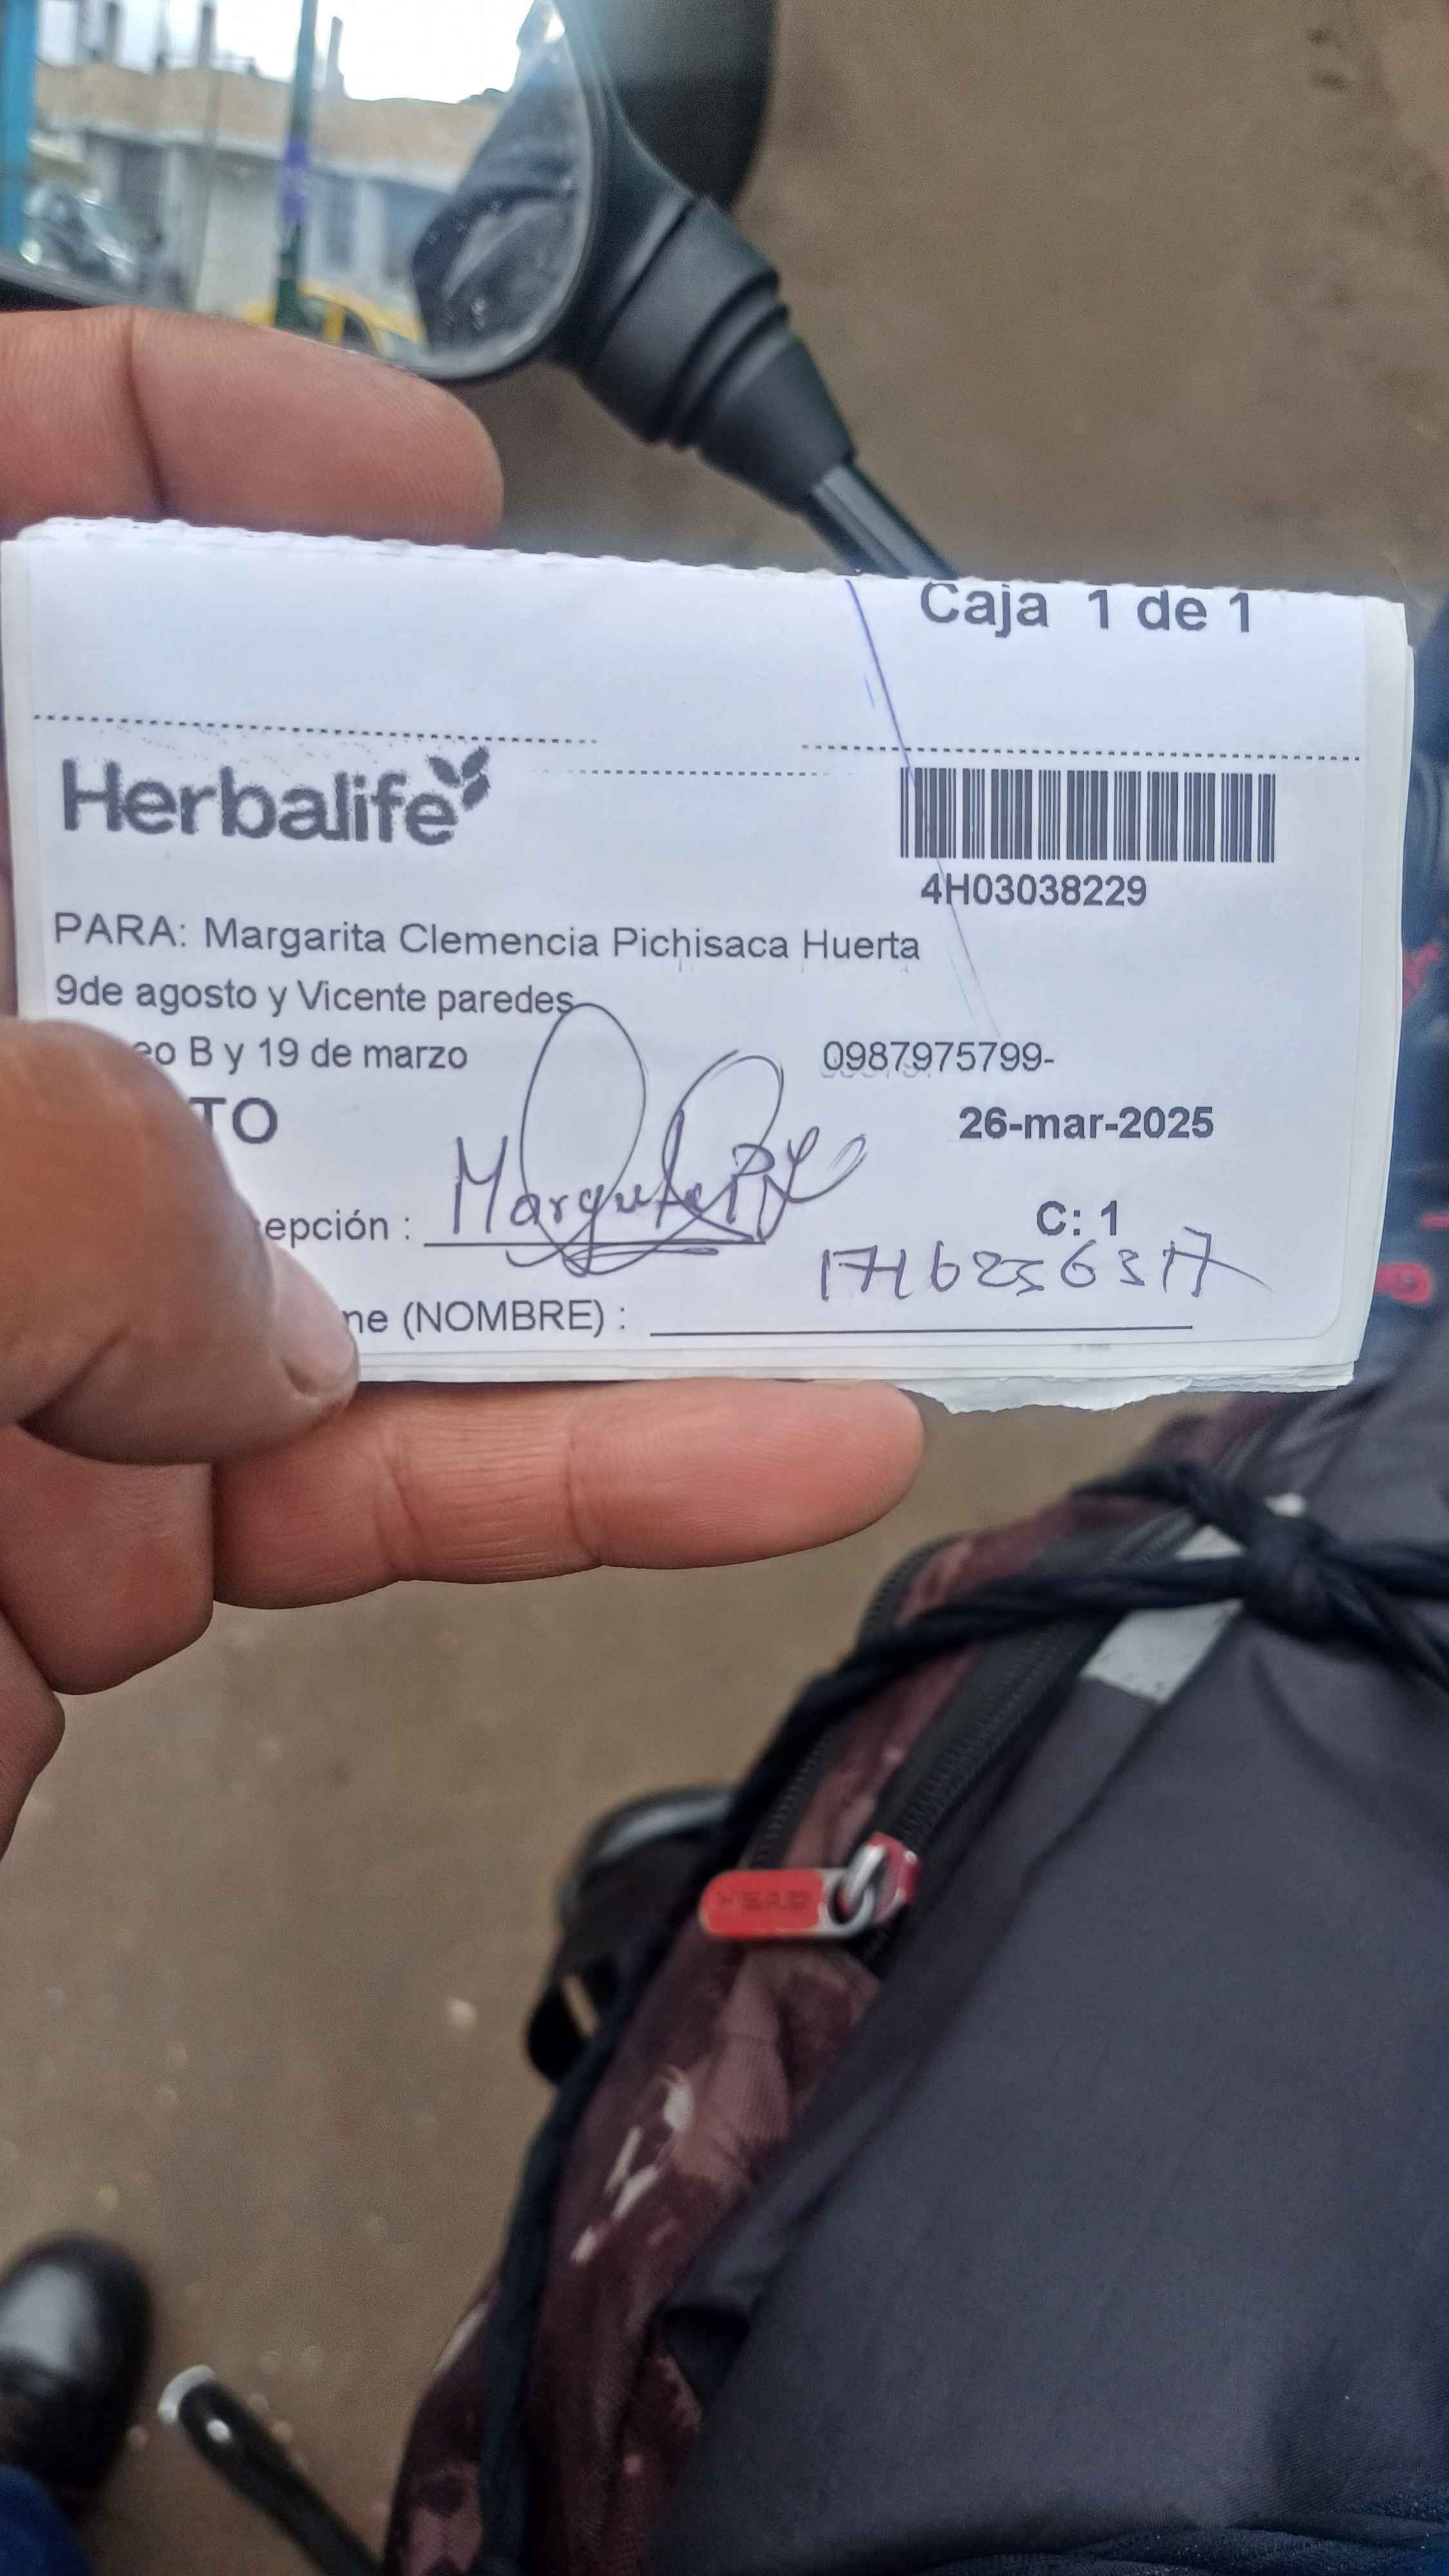 Caja 1 de 1
Herbalife
4H03038229
PARA: Margarita Clemencia Pichisaca Huerta
9de agosto y Vicente paredes
eo B y 19 de marzo 0987975799-
TO 26-mar-2025
epción : C: 1
1716256317
me (NOMBRE) :
HEAD